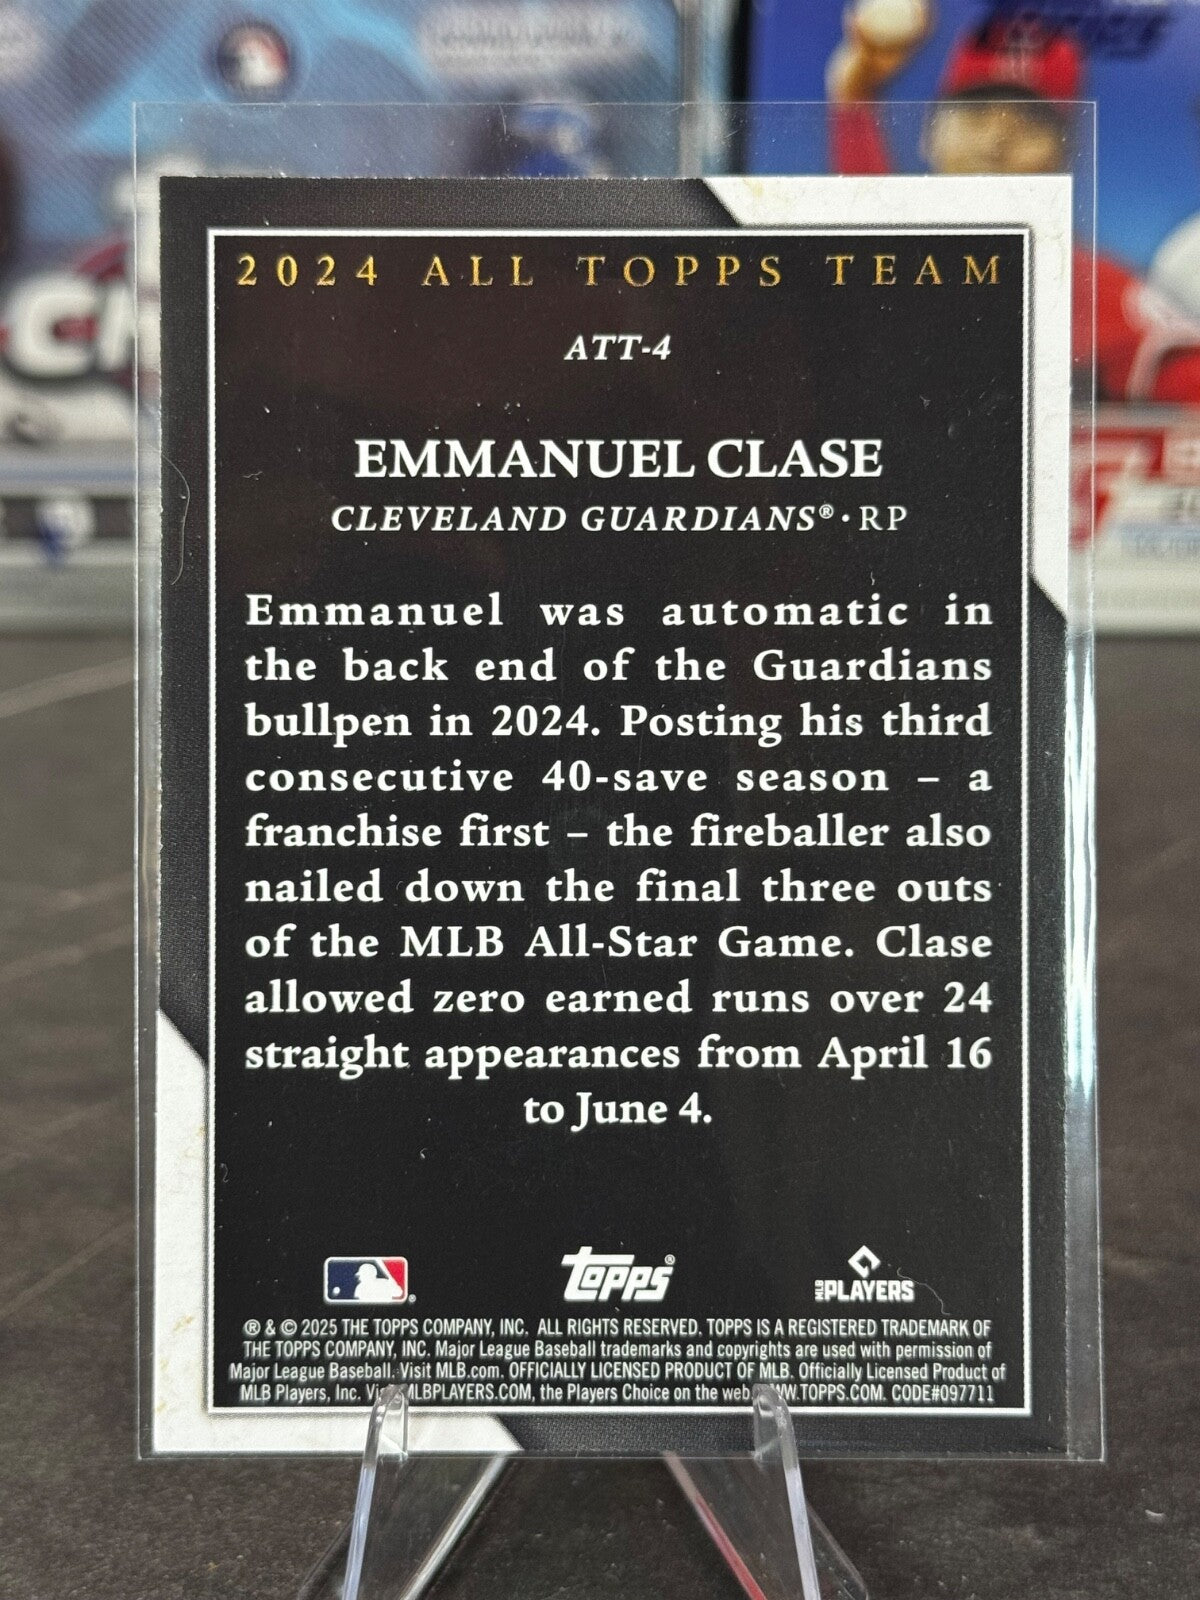 2024 ALL TOPPS TEAM
ATT-4
EMMANUEL CLASE
CLEVELAND GUARDIANS® · RP
Emmanuel was automatic in
the back end of the Guardians
bullpen in 2024. Posting his third
consecutive 40-save season – a
franchise first – the fireballer also
nailed down the final three outs
of the MLB All-Star Game. Clase
allowed zero earned runs over 24
straight appearances from April 16
to June 4.
Topps®
MLB PLAYERS
® & © 2025 THE TOPPS COMPANY, INC. ALL RIGHTS RESERVED. TOPPS IS A REGISTERED TRADEMARK OF
THE TOPPS COMPANY, INC. Major League Baseball trademarks and copyrights are used with permission of
Major League Baseball. Visit MLB.com. OFFICIALLY LICENSED PRODUCT OF MLB. Officially Licensed Product of
MLB Players, Inc. MLBPLAYERS.COM, the Players Choice on the web. WWW.TOPPS.COM. CODE#097711